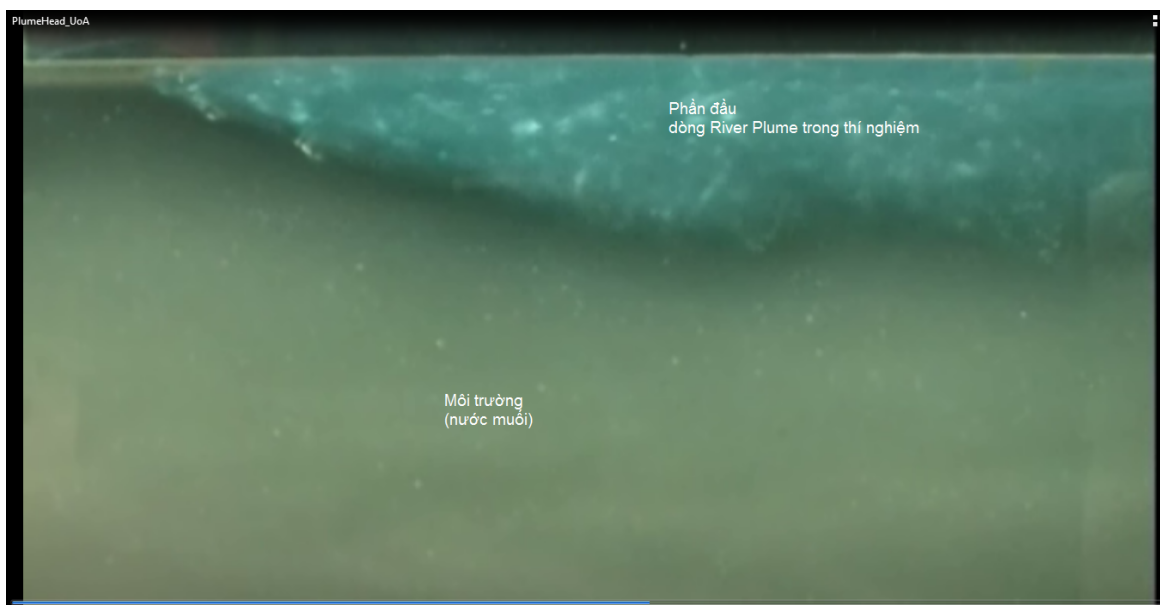 PlumeHead_UoA
Phần đầu
dòng River Plume trong thí nghiệm
Môi trường
(nước muối)